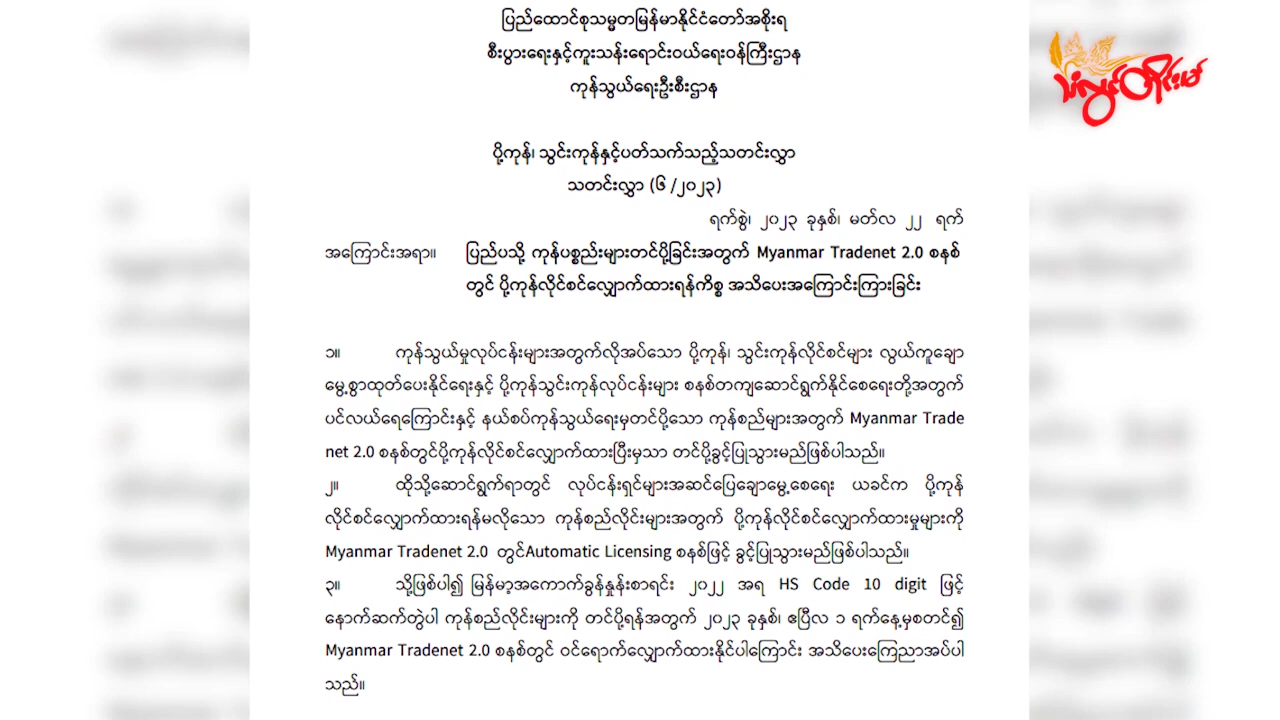 ပြည်ထောင်စုသမ္မတမြန်မာနိုင်ငံတော်အစိုးရ
စီးပွားရေးနှင့်ကူးသန်းရောင်းဝယ်ရေးဝန်ကြီးဌာန
ကုန်သွယ်ရေးဦးစီးဌာန
ပို့ကုန်၊ သွင်းကုန်နှင့်ပတ်သက်သည့်သတင်းလွှာ
သတင်းလွှာ (၆ /၂၀၂၃)
ရက်စွဲ၊ ၂၀၂၃ ခုနှစ်၊ မတ်လ ၂၂ ရက်
အကြောင်းအရာ။ ပြည်ပသို့ ကုန်ပစ္စည်းများတင်ပို့ခြင်းအတွက် Myanmar Tradenet 2.0 စနစ်
တွင် ပို့ကုန်လိုင်စင်လျှောက်ထားရန်ကိစ္စ အသိပေးအကြောင်းကြားခြင်း
၁။ ကုန်သွယ်မှုလုပ်ငန်းများအတွက်လိုအပ်သော ပို့ကုန်၊ သွင်းကုန်လိုင်စင်များ လွယ်ကူချော
မွေ့စွာထုတ်ပေးနိုင်ရေးနှင့် ပို့ကုန်သွင်းကုန်လုပ်ငန်းများ စနစ်တကျဆောင်ရွက်နိုင်စေရေးတို့အတွက်
ပင်လယ်ရေကြောင်းနှင့် နယ်စပ်ကုန်သွယ်ရေးမှတင်ပို့သော ကုန်စည်များအတွက် Myanmar Trade
net 2.0 စနစ်တွင်ပို့ကုန်လိုင်စင်လျှောက်ထားပြီးမှသာ တင်ပို့ခွင့်ပြုသွားမည်ဖြစ်ပါသည်။
၂။ ထိုသို့ဆောင်ရွက်ရာတွင် လုပ်ငန်းရှင်များအဆင်ပြေချောမွေ့စေရေး ယခင်က ပို့ကုန်
လိုင်စင်လျှောက်ထားရန်မလိုသော ကုန်စည်လိုင်းများအတွက် ပို့ကုန်လိုင်စင်လျှောက်ထားမှုများကို
Myanmar Tradenet 2.0 တွင်Automatic Licensing စနစ်ဖြင့် ခွင့်ပြုသွားမည်ဖြစ်ပါသည်။
၃။ သို့ဖြစ်ပါ၍ မြန်မာ့အကောက်ခွန်နှုန်းစာရင်း ၂၀၂၂ အရ HS Code 10 digit ဖြင့်
နောက်ဆက်တွဲပါ ကုန်စည်လိုင်းများကို တင်ပို့ရန်အတွက် ၂၀၂၃ ခုနှစ်၊ ဧပြီလ ၁ ရက်နေ့မှစတင်၍
Myanmar Tradenet 2.0 စနစ်တွင် ဝင်ရောက်လျှောက်ထားနိုင်ပါကြောင်း အသိပေးကြေညာအပ်ပါ
သည်။